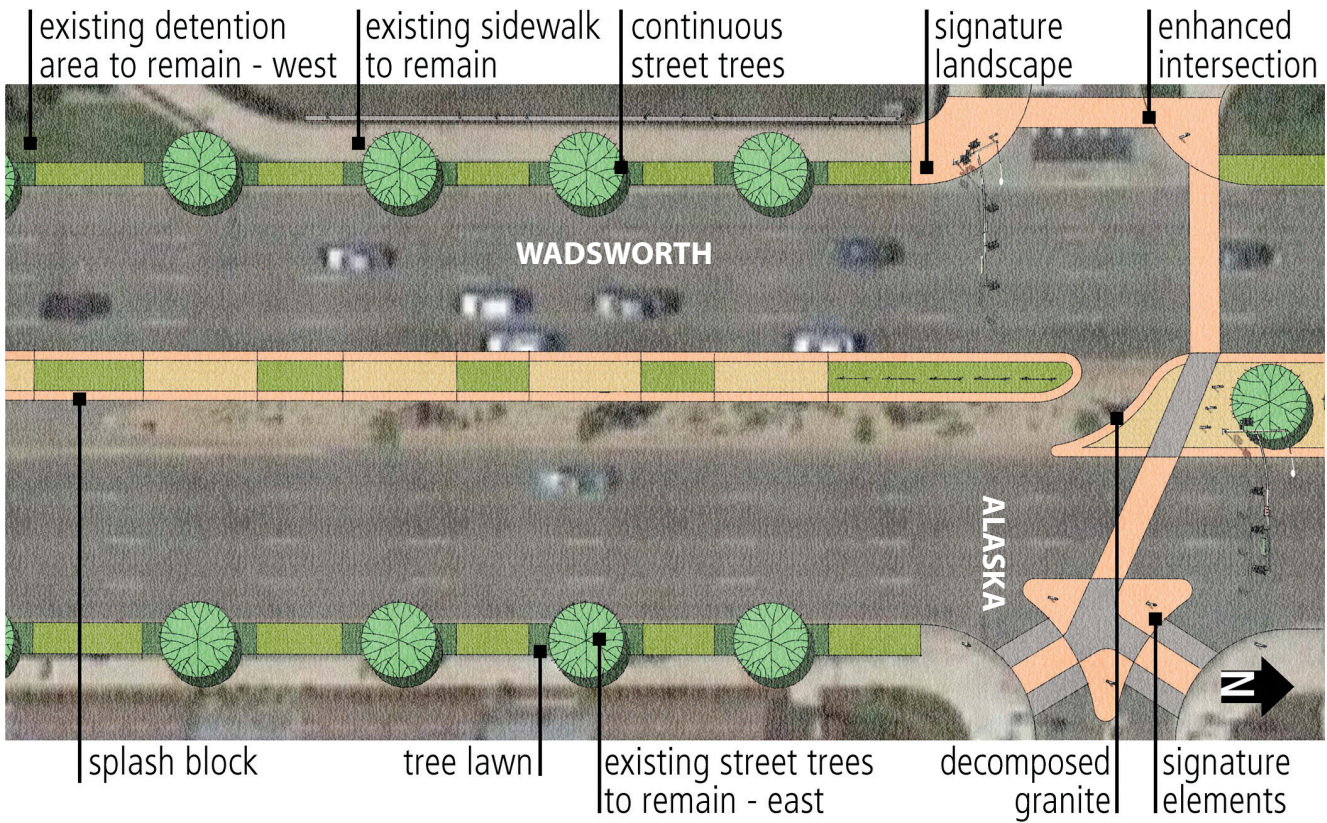 existing detention
area to remain - west
existing sidewalk
to remain
continuous
street trees
signature
landscape
enhanced
intersection
WADSWORTH
ALASKA
N
splash block
tree lawn
existing street trees
to remain - east
decomposed
granite
signature
elements